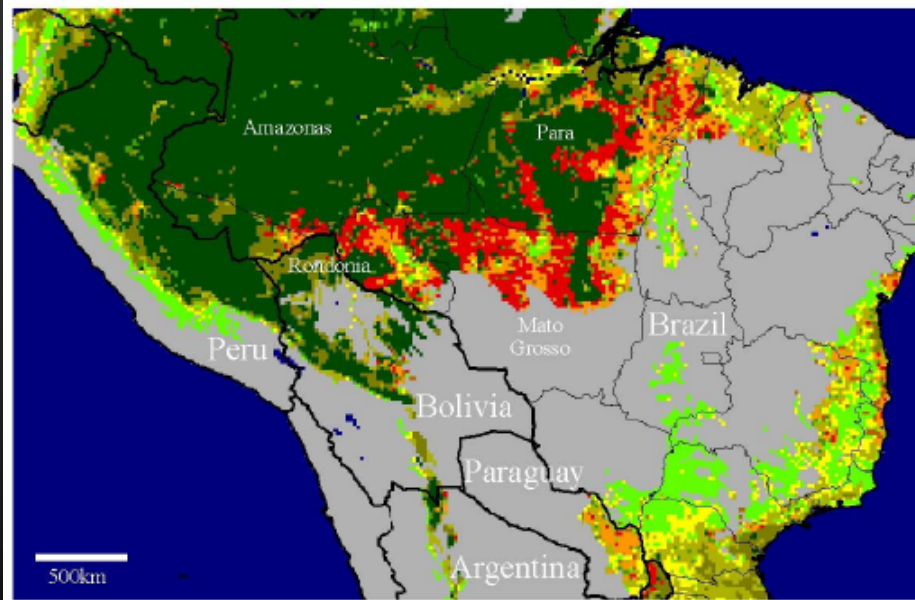 Amazonas
Para
Rondonia
Mato
Grosso
Brazil
Peru
Bolivia
Paraguay
Argentina
500km